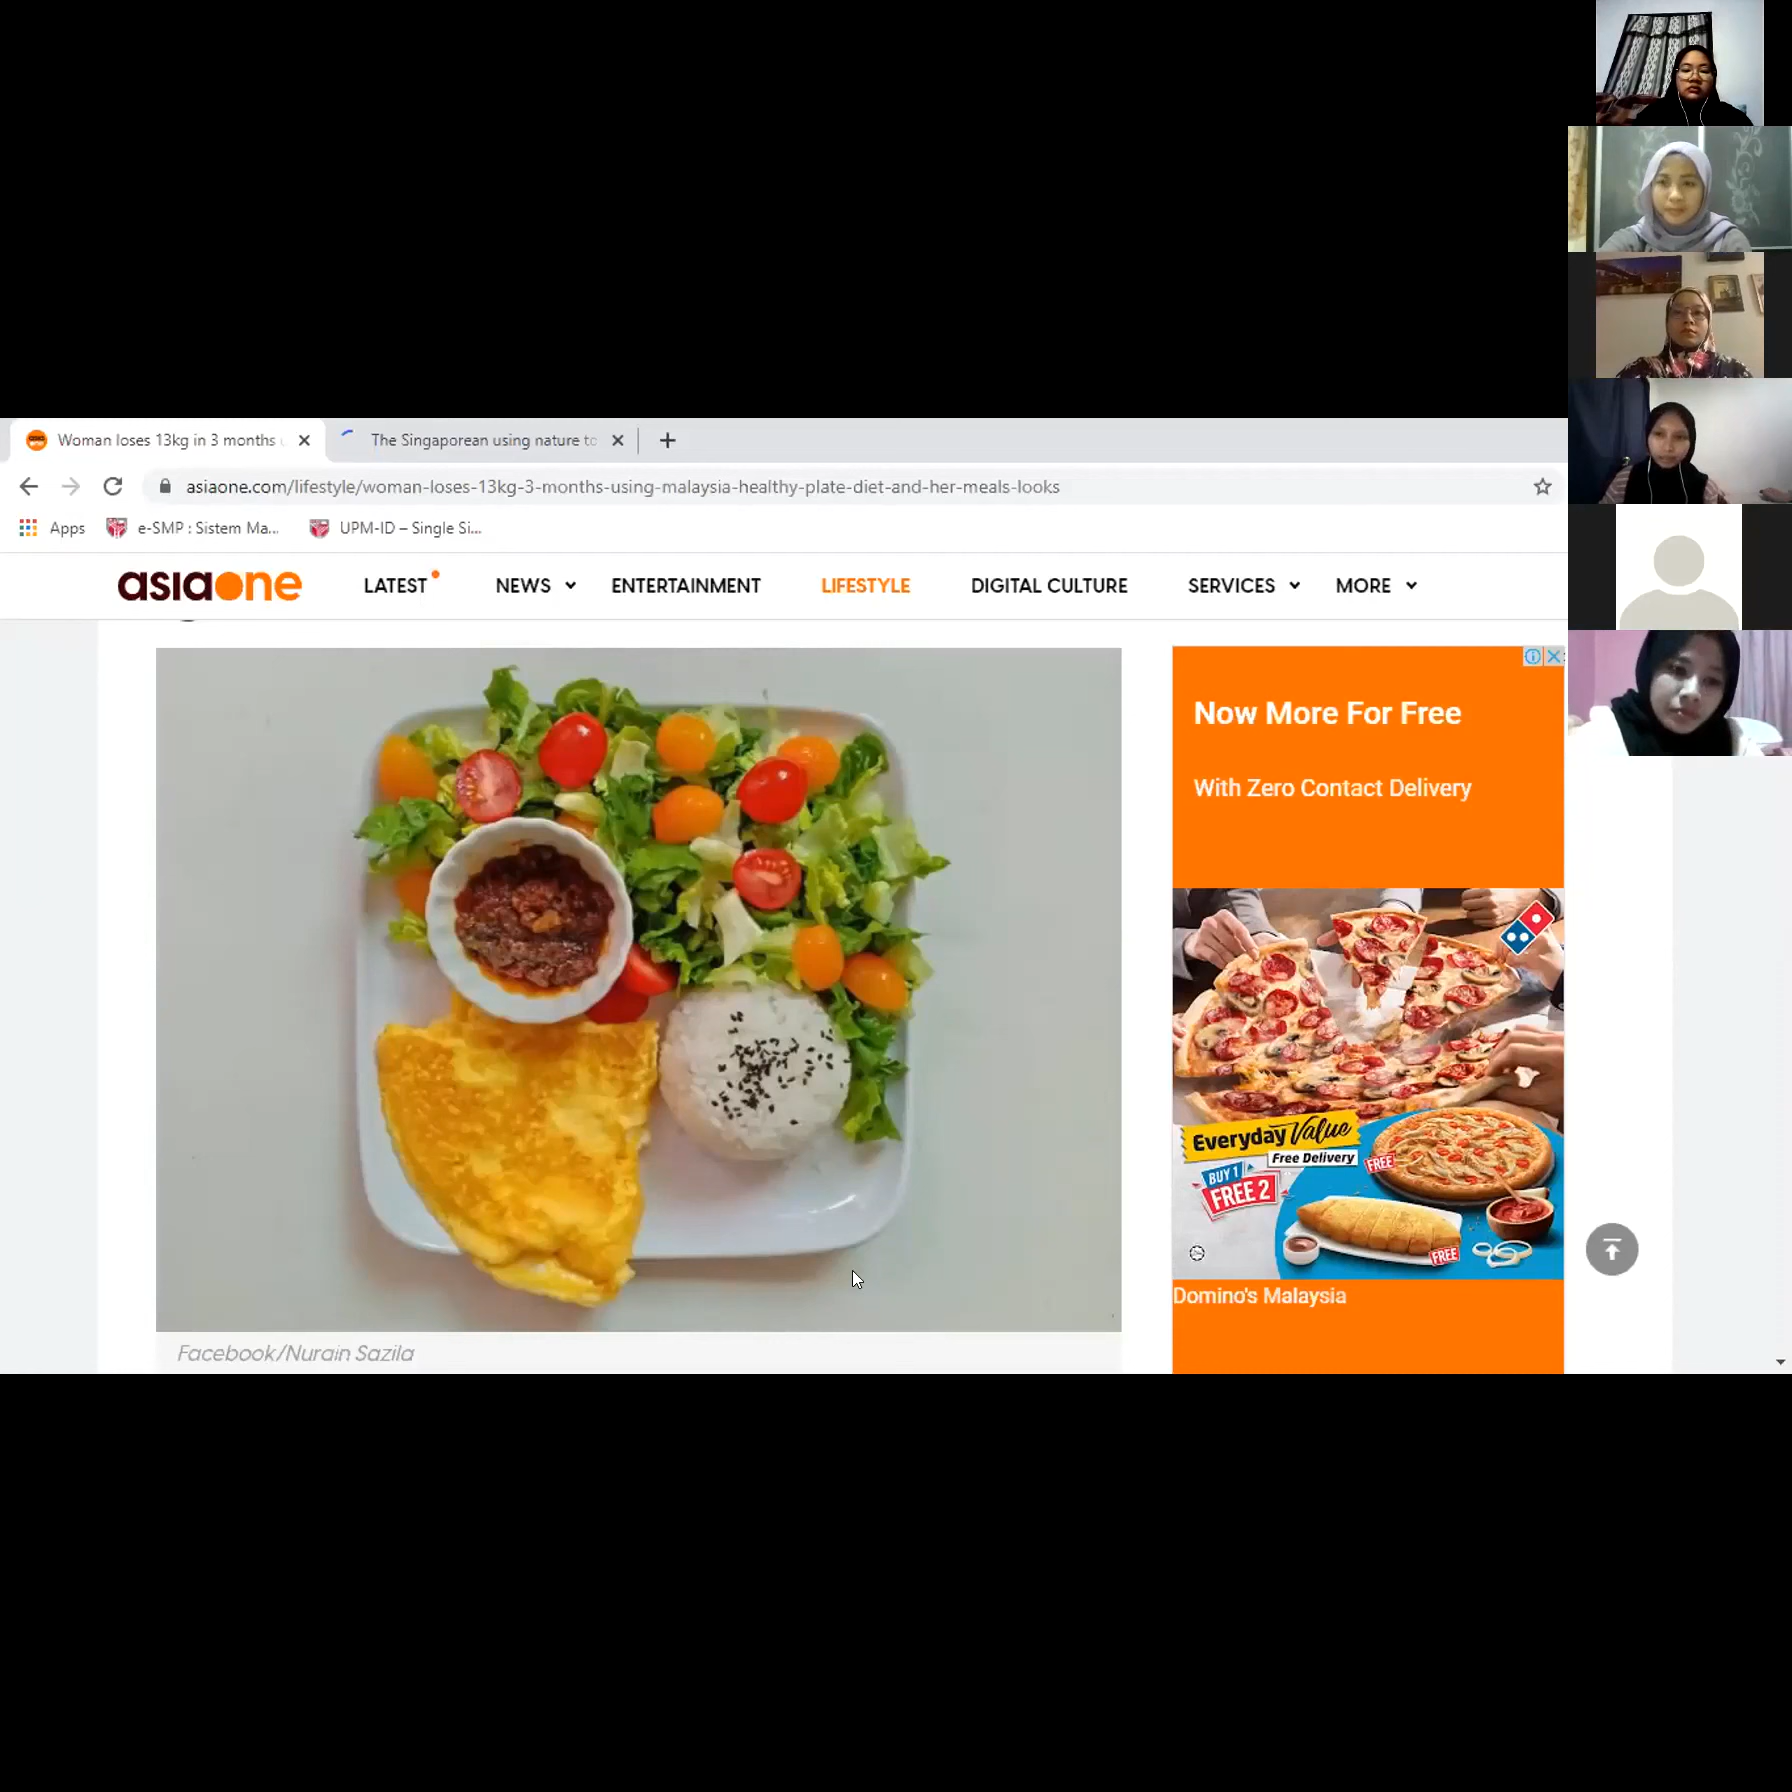 Woman loses 13kg in 3 months
The Singaporean using nature to
asiaone.com/lifestyle/woman-loses-13kg-3-months-using-malaysia-healthy-plate-diet-and-her-meals-looks
Apps
e-SMP : Sistem Ma...
UPM-ID – Single Si...
asiaone
LATEST
NEWS
ENTERTAINMENT
LIFESTYLE
DIGITAL CULTURE
SERVICES
MORE
Now More For Free
With Zero Contact Delivery
Everyday Value
Free Delivery
BUY 1
FREE 2
FREE
FREE
Domino's Malaysia
Facebook/Nurain Sazila